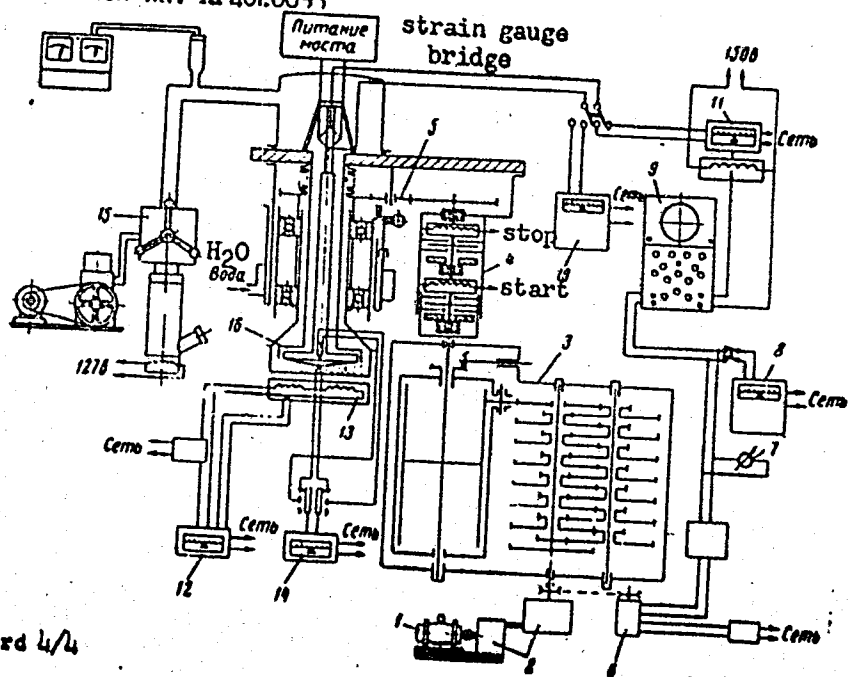 Питание
моста
strain gauge
bridge
150В
11
Сеть
5
Сеть
9
15
stop
4
H₂O
Вода
10
start
16
3
8
127В
Сеть
13
7
Сеть
Сеть
Сеть
12
14
1
2
6
Сеть
rd 4/4